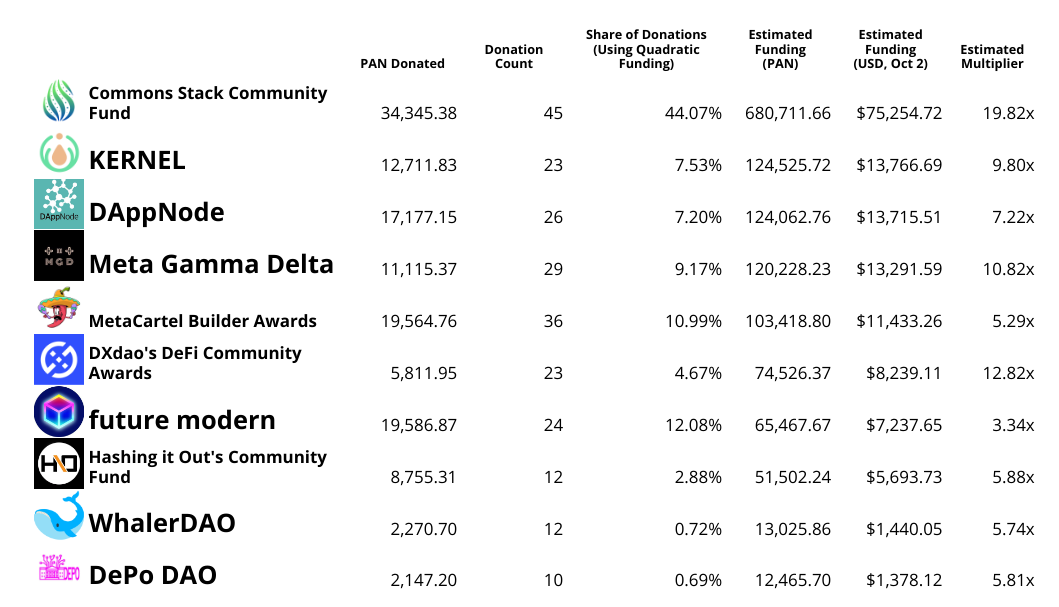 PAN Donated Donation Count Share of Donations (Using Quadratic Funding) Estimated Funding (PAN) Estimated Funding (USD, Oct 2) Estimated Multiplier
Commons Stack Community Fund 34,345.38 45 44.07% 680,711.66 $75,254.72 19.82x
KERNEL 12,711.83 23 7.53% 124,525.72 $13,766.69 9.80x
DAppNode DAppNode 17,177.15 26 7.20% 124,062.76 $13,715.51 7.22x
MGD Meta Gamma Delta 11,115.37 29 9.17% 120,228.23 $13,291.59 10.82x
MetaCartel Builder Awards 19,564.76 36 10.99% 103,418.80 $11,433.26 5.29x
DXdao's DeFi Community Awards 5,811.95 23 4.67% 74,526.37 $8,239.11 12.82x
future modern 19,586.87 24 12.08% 65,467.67 $7,237.65 3.34x
HIO Hashing it Out's Community Fund 8,755.31 12 2.88% 51,502.24 $5,693.73 5.88x
WhalerDAO 2,270.70 12 0.72% 13,025.86 $1,440.05 5.74x
DEPO DePo DAO 2,147.20 10 0.69% 12,465.70 $1,378.12 5.81x